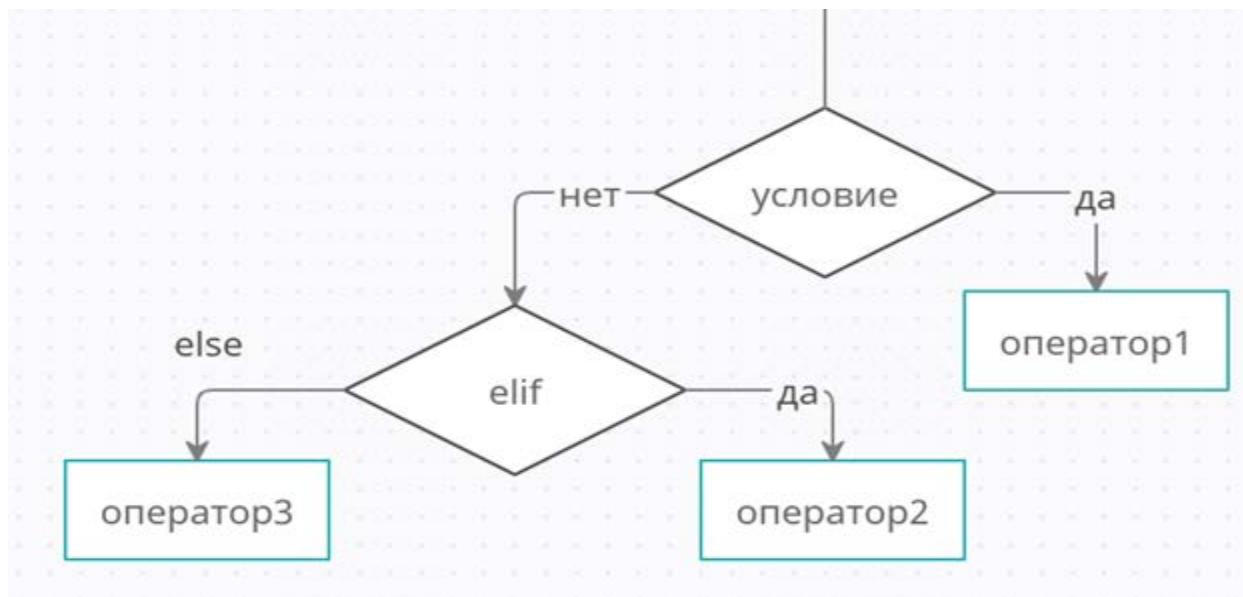 условие
нет
да
оператор1
else
elif
да
оператор3
оператор2